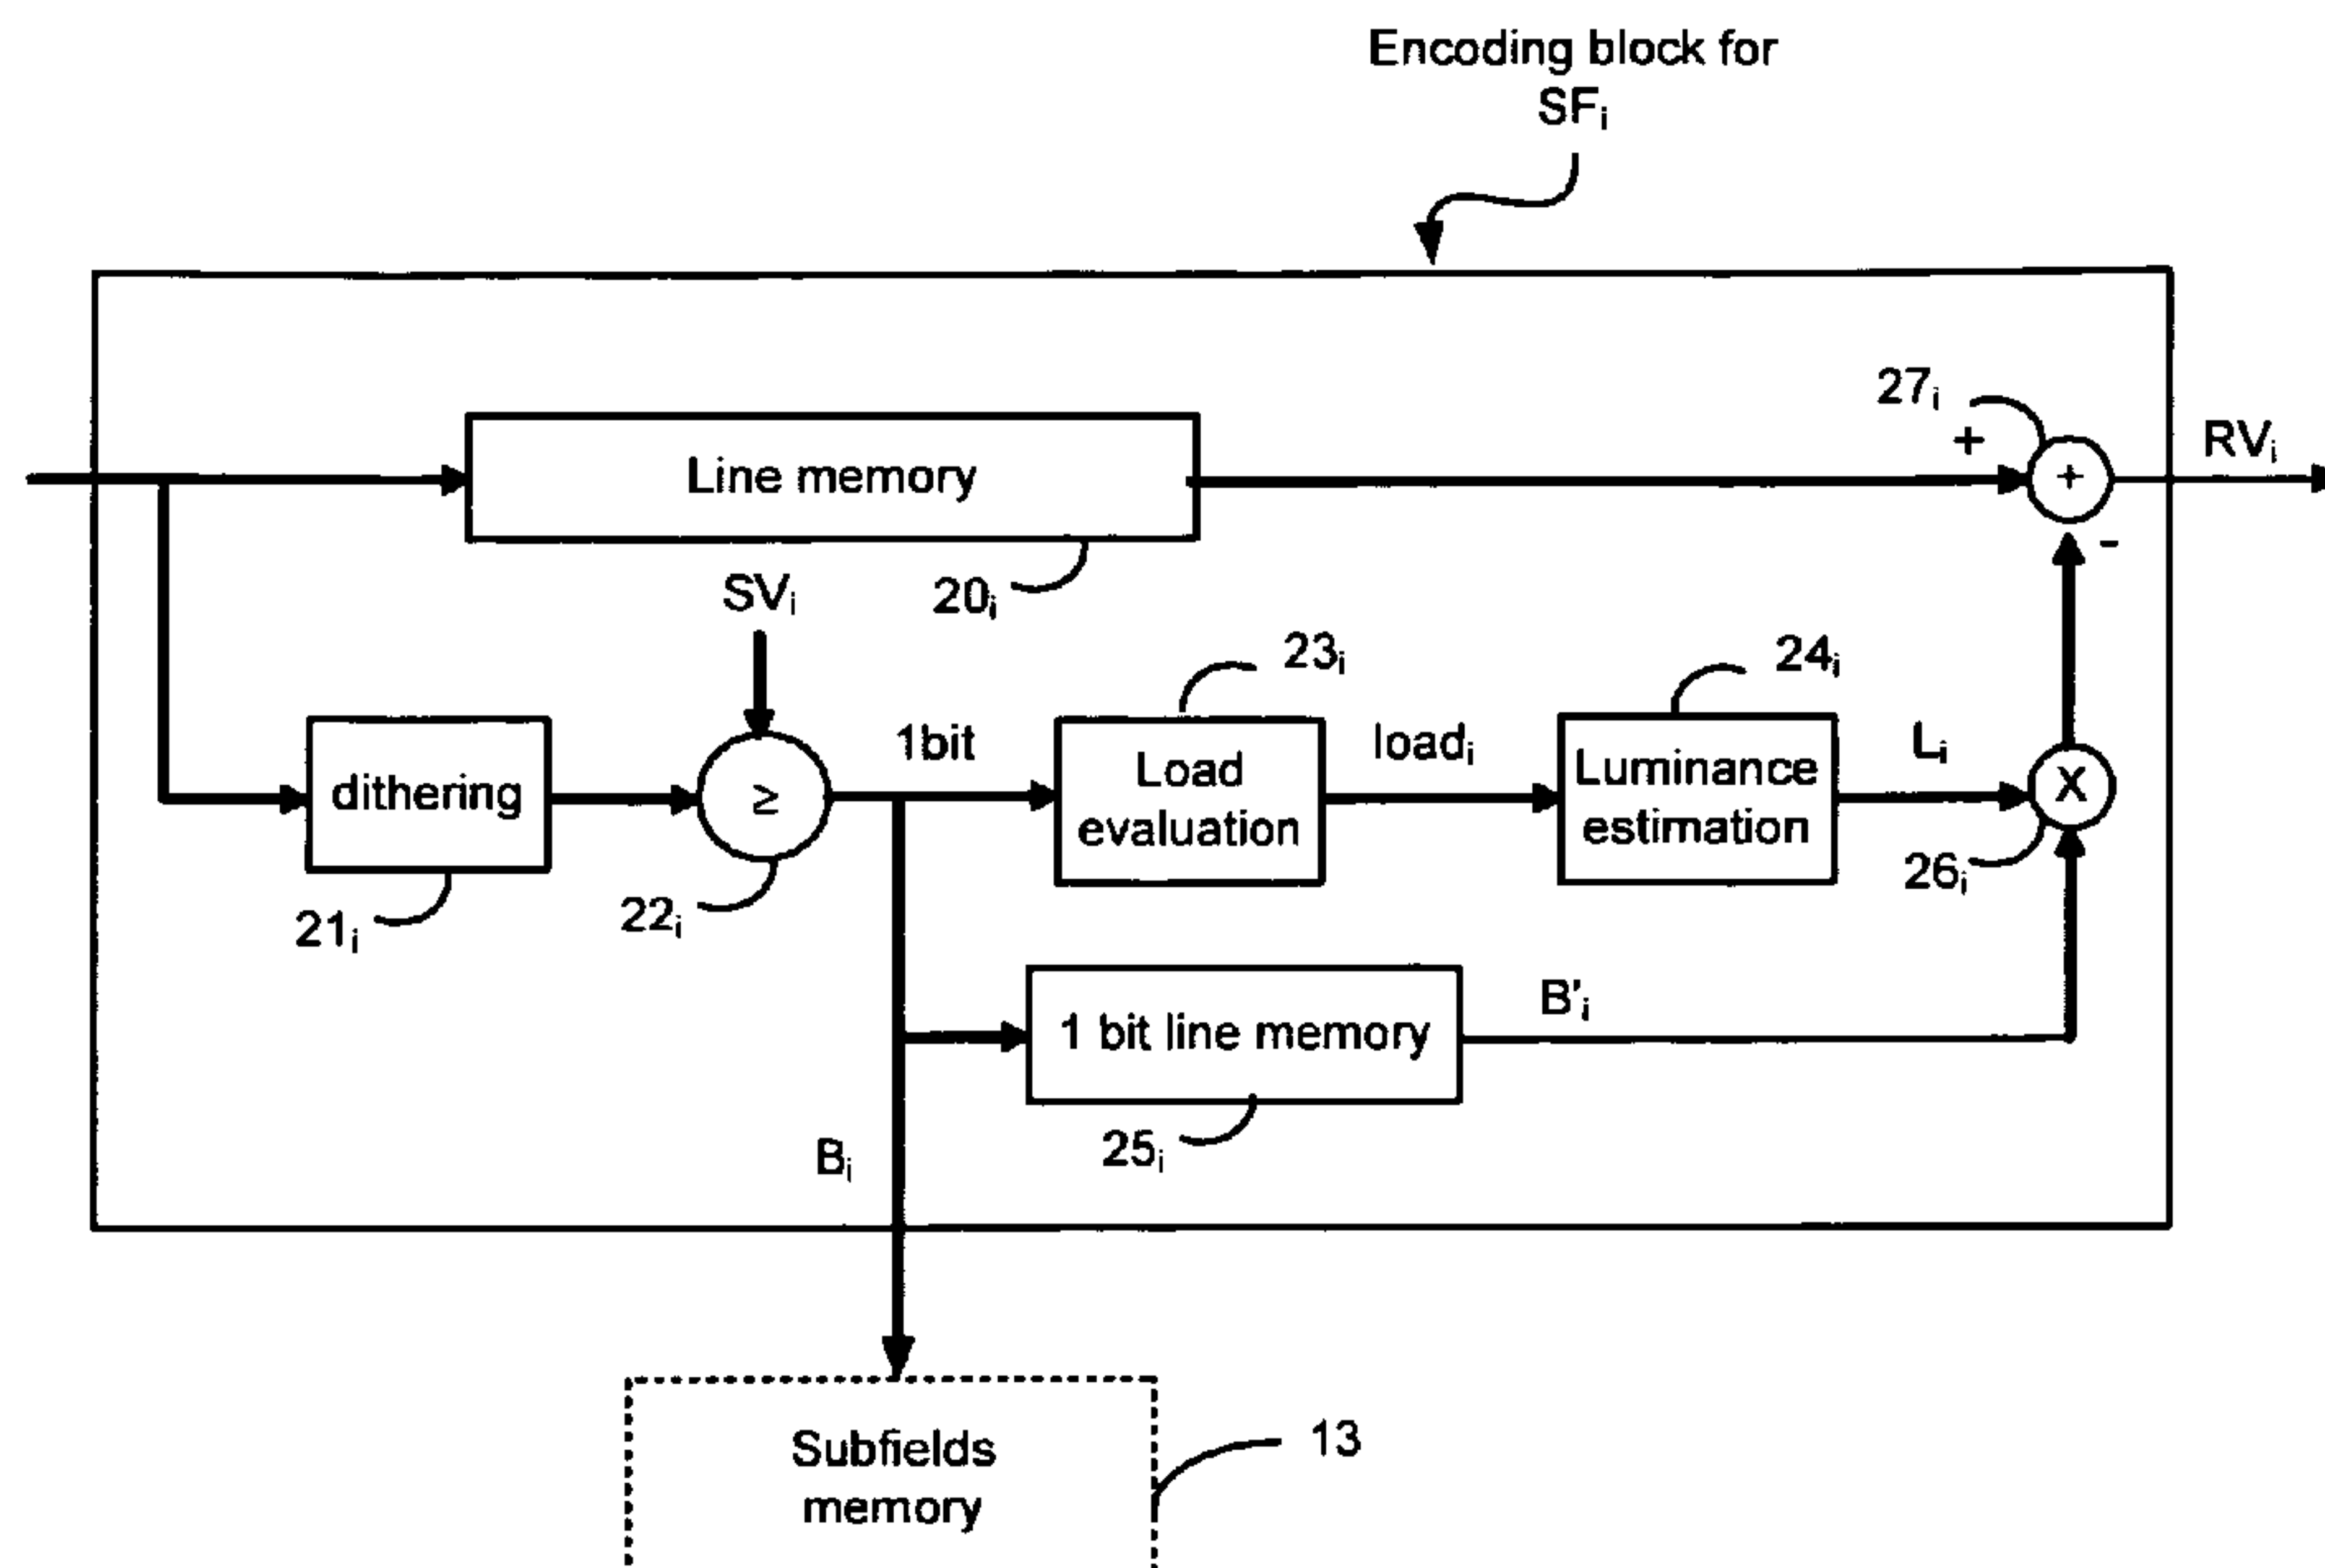 Encoding block for
SFᵢ
27ᵢ
+
+
RVᵢ
Line memory
-
SVᵢ
20ᵢ
23ᵢ
24ᵢ
1bit
loadᵢ
Lᵢ
dithering
≥
Load
evaluation
Luminance
estimation
X
21ᵢ
22ᵢ
26ᵢ
1 bit line memory
B'ᵢ
25ᵢ
Bᵢ
Subfields
memory
13